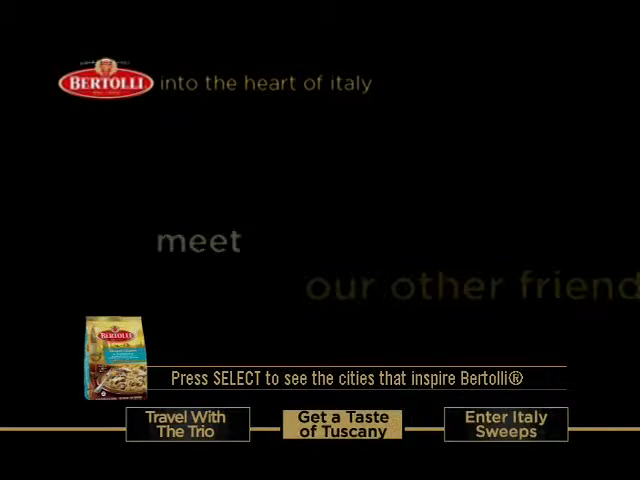 BERTOLLI
into the heart of italy
meet
our other friend
BERTOLLI
Press SELECT to see the cities that inspire Bertolli®
Travel With
The Trio
Get a Taste
of Tuscany
Enter Italy
Sweeps